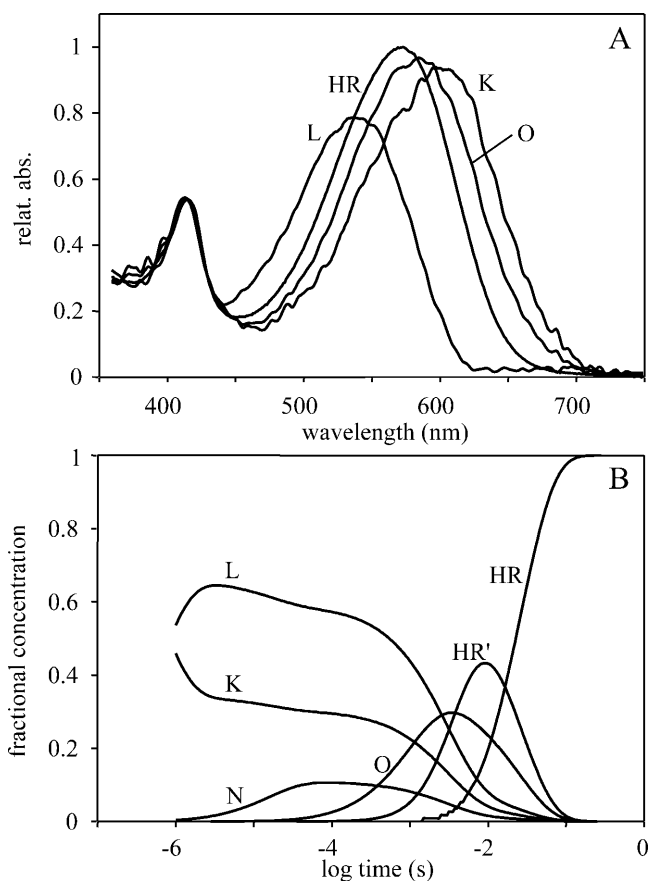 A
1
HR
K
0.8
L
O
0.6
relat. abs.
0.4
0.2
0
400 500 600 700
wavelength (nm)
B
1
0.8
L
HR
0.6
HR'
fractional concentration
0.4
K
0.2
O
N
0
-6 -4 -2 0
log time (s)